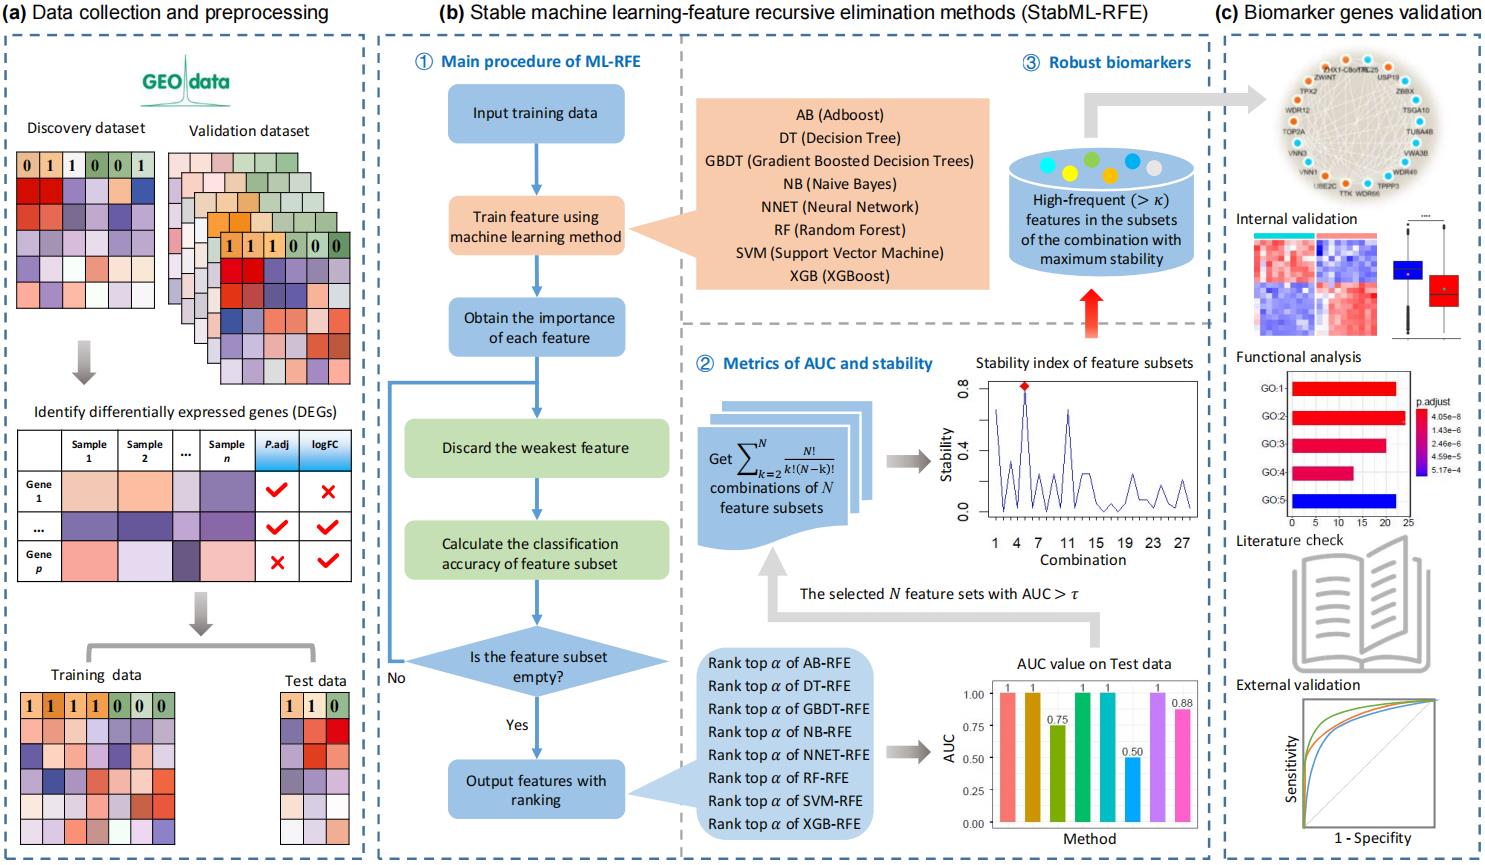 (a) Data collection and preprocessing
GEO data
Discovery dataset
Validation dataset
0 1 1 0 0 1
1 1 1 0 0 0
Identify differentially expressed genes (DEGs)
Sample 1
Sample 2
...
Sample n
P.adj
logFC
Gene 1
...
Gene p
Training data
Test data
1 1 1 1 0 0 0
1 1 0
(b) Stable machine learning-feature recursive elimination methods (StabML-RFE)
① Main procedure of ML-RFE
Input training data
Train feature using
machine learning method
Obtain the importance
of each feature
Discard the weakest feature
Calculate the classification
accuracy of feature subset
Is the feature subset
empty?
No
Yes
Output features with
ranking
AB (Adboost)
DT (Decision Tree)
GBDT (Gradient Boosted Decision Trees)
NB (Naive Bayes)
NNET (Neural Network)
RF (Random Forest)
SVM (Support Vector Machine)
XGB (XGBoost)
Rank top α of AB-RFE
Rank top α of DT-RFE
Rank top α of GBDT-RFE
Rank top α of NB-RFE
Rank top α of NNET-RFE
Rank top α of RF-RFE
Rank top α of SVM-RFE
Rank top α of XGB-RFE
AUC value on Test data
AUC
1.00
0.75
0.50
0.25
0.00
1 1 0.75 1 1 0.50 1 0.88
Method
The selected N feature sets with AUC > τ
② Metrics of AUC and stability
Get ∑ᴺₖ₌₂ N!/k!(N−k)!
combinations of N
feature subsets
Stability index of feature subsets
Stability
0.8
0.4
0.0
1 4 7 11 15 19 23 27
Combination
③ Robust biomarkers
High-frequent (> κ)
features in the subsets
of the combination with
maximum stability
(c) Biomarker genes validation
USP19
ZBBX
TSGA10
TUBA4B
VWA3B
WDR49
TPPP3
WDR66
TTK
UBE2C
VNN1
VNN3
TOP2A
WDR12
TPX2
ZWINT
Internal validation
Functional analysis
GO:1
GO:2
GO:3
GO:4
GO:5
0 5 10 15 20 25
p.adjust
4.05e−8
1.43e−6
2.46e−6
4.59e−5
5.17e−4
Literature check
External validation
Sensitivity
1 - Specifity